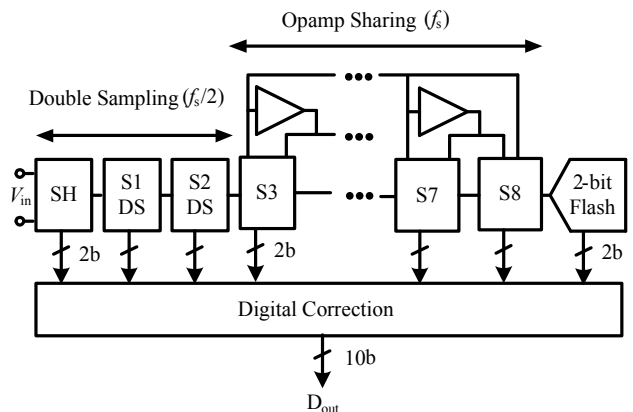 Opamp Sharing (fs)
Double Sampling (fs/2)
Vin
SH
S1
DS
S2
DS
S3
S7
S8
2-bit
Flash
2b
2b
2b
Digital Correction
10b
Dout